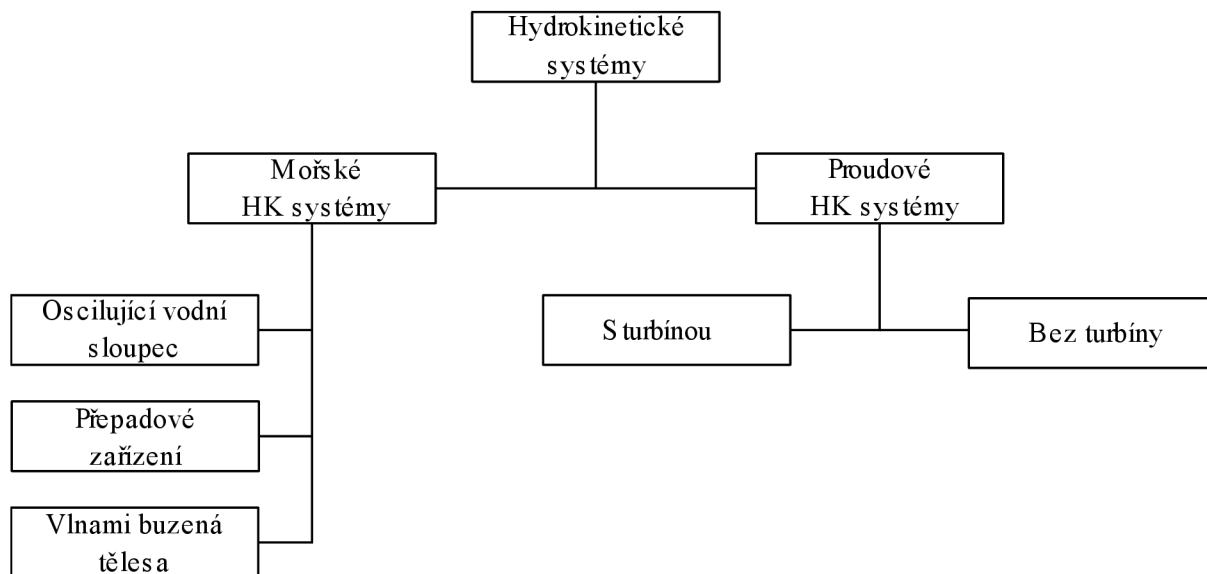 Hydrokinetické
systémy
Mořské
HK systémy
Proudové
HK systémy
Oscilující vodní
sloupec
S turbínou
Bez turbíny
Přepadové
zařízení
Vlnami buzená
tělesa